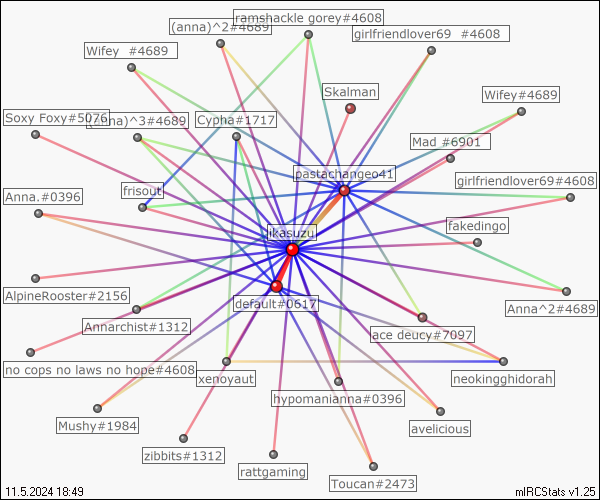 ramshackle gorey#4608
(anna)^2#4689
girlfriendlover69 #4608
Wifey #4689
Skalman
Wifey#4689
Soxy Foxy#5076
(anna)^3#4689
Cypha#1717
Mad #6901
pastachangeo41
girlfriendlover69#4608
Anna.#0396
frisouti
fakedingo
ikasuzu
AlpineRooster#2156
default#0617
Anna^2#4689
Annarchist#1312
ace deucy#7097
no cops no laws no hope#4608
xenoyaut
neokingghidorah
hypomanianna#0396
Mushy#1984
avelicious
zibbits#1312
rattgaming
Toucan#2473
11.5.2024 18:49
mIRCStats v1.25